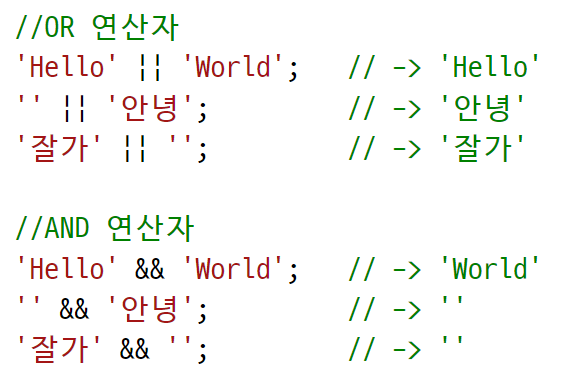 //OR 연산자
'Hello' || 'World';   // -> 'Hello'
'' || '안녕';         // -> '안녕'
'잘가' || '';         // -> '잘가'
//AND 연산자
'Hello' && 'World';   // -> 'World'
'' && '안녕';         // -> ''
'잘가' && '';         // -> ''